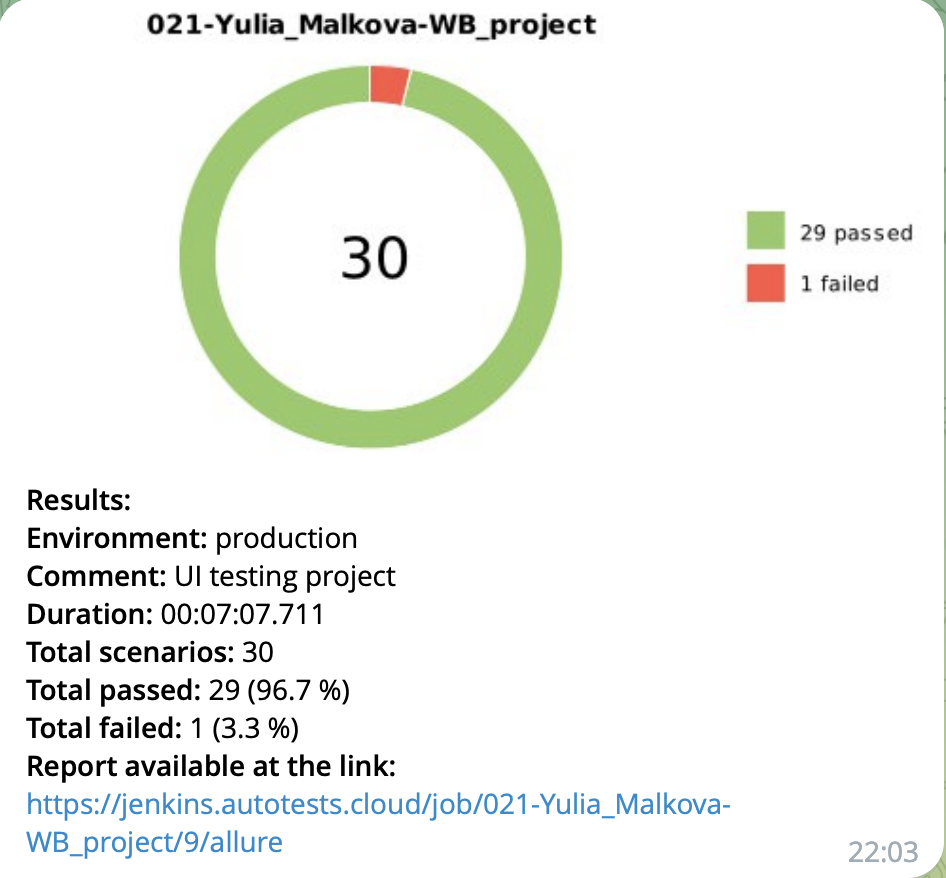 021-Yulia_Malkova-WB_project
30
29 passed
1 failed
Results:
Environment: production
Comment: UI testing project
Duration: 00:07:07.711
Total scenarios: 30
Total passed: 29 (96.7 %)
Total failed: 1 (3.3 %)
Report available at the link:
https://jenkins.autotests.cloud/job/021-Yulia_Malkova-
WB_project/9/allure
22:03